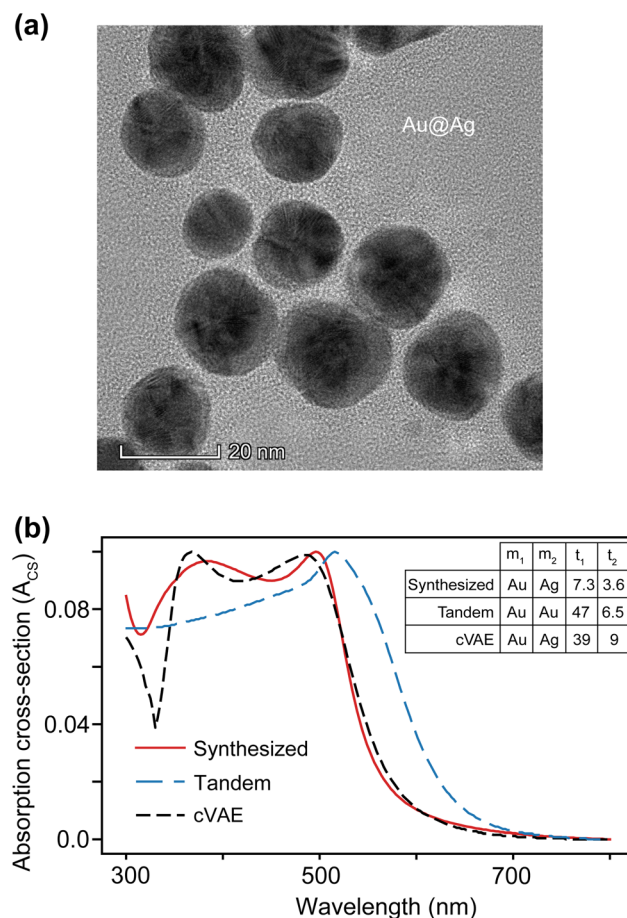 (a)
Au@Ag
20 nm
(b)
Absorption cross-section (A_CS)
0.08
0.04
0.0
m₁ m₂ t₁ t₂
Synthesized Au Ag 7.3 3.6
Tandem Au Au 47 6.5
cVAE Au Ag 39 9
Synthesized
Tandem
cVAE
300 500 700
Wavelength (nm)